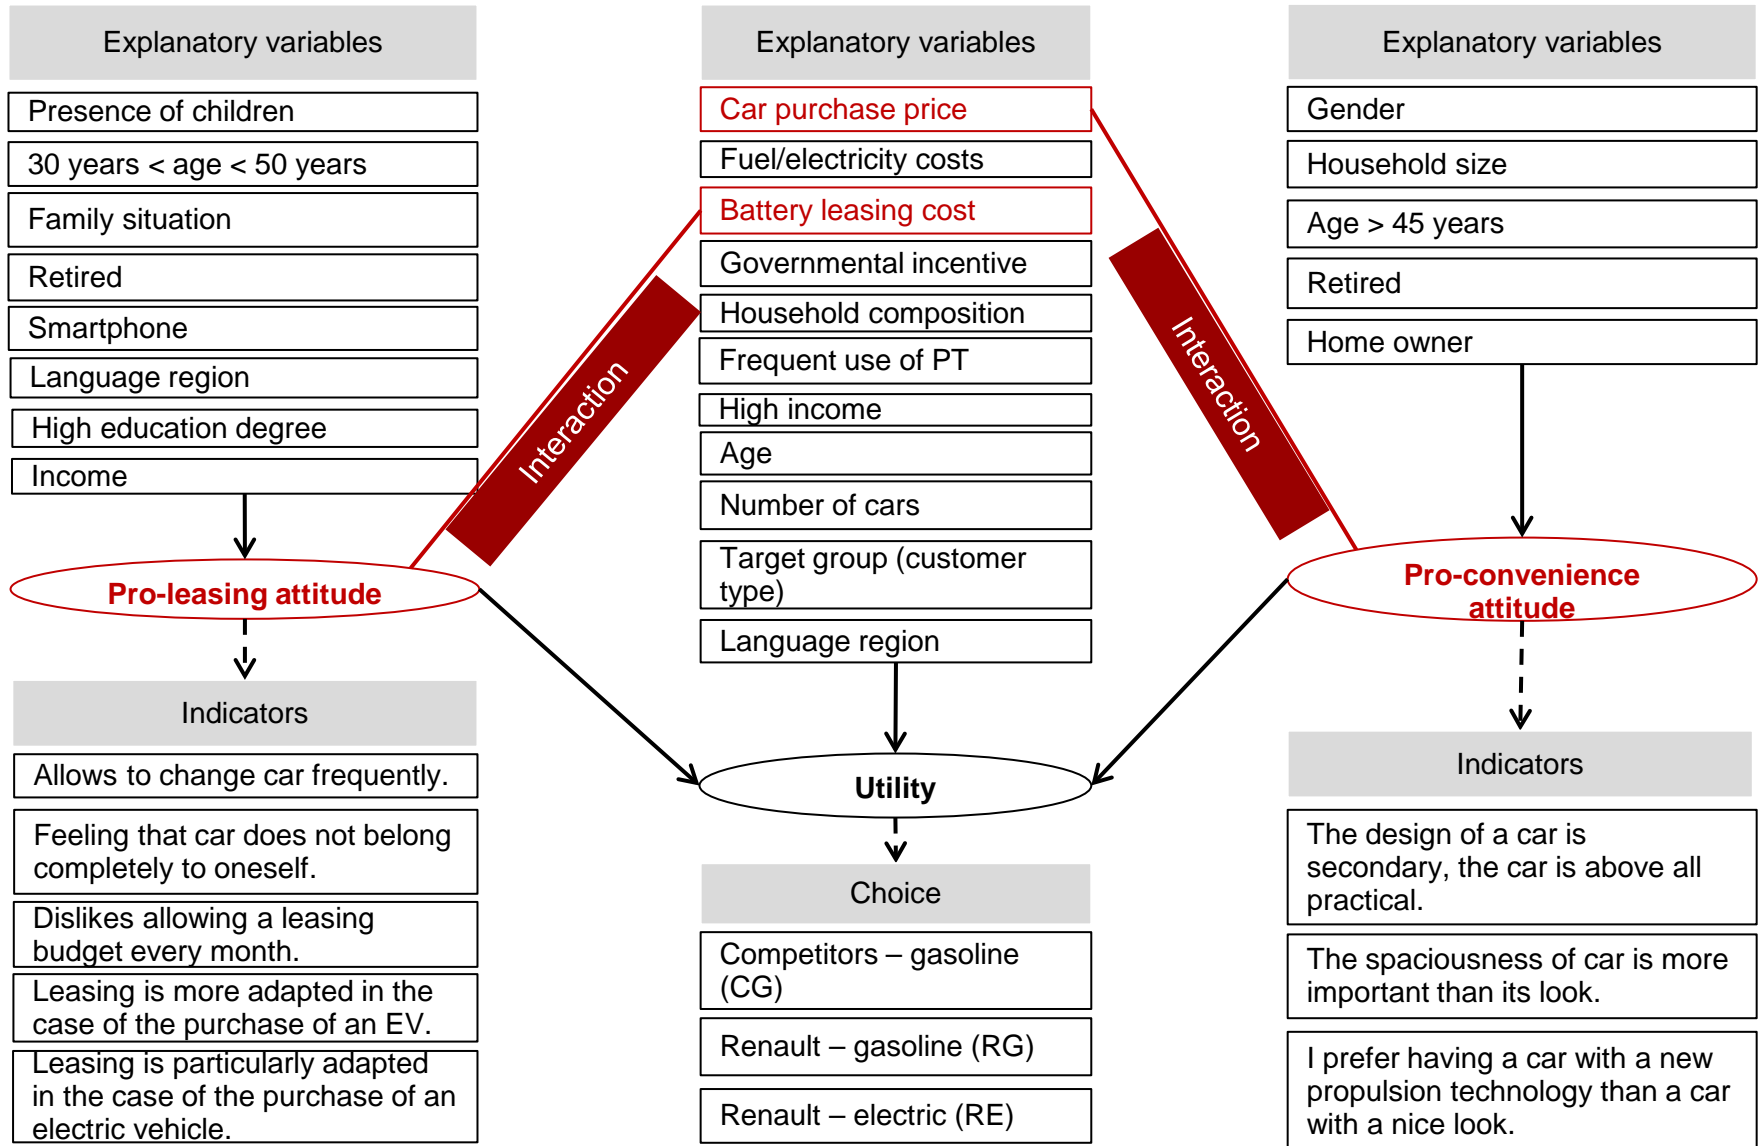 Explanatory variables
Presence of children
30 years < age < 50 years
Family situation
Retired
Smartphone
Language region
High education degree
Income
Pro-leasing attitude
Indicators
Allows to change car frequently.
Feeling that car does not belong
completely to oneself.
Dislikes allowing a leasing
budget every month.
Leasing is more adapted in the
case of the purchase of an EV.
Leasing is particularly adapted
in the case of the purchase of an
electric vehicle.
Interaction
Explanatory variables
Car purchase price
Fuel/electricity costs
Battery leasing cost
Governmental incentive
Household composition
Frequent use of PT
High income
Age
Number of cars
Target group (customer
type)
Language region
Utility
Choice
Competitors – gasoline
(CG)
Renault – gasoline (RG)
Renault – electric (RE)
Interaction
Explanatory variables
Gender
Household size
Age > 45 years
Retired
Home owner
Pro-convenience
attitude
Indicators
The design of a car is
secondary, the car is above all
practical.
The spaciousness of car is more
important than its look.
I prefer having a car with a new
propulsion technology than a car
with a nice look.